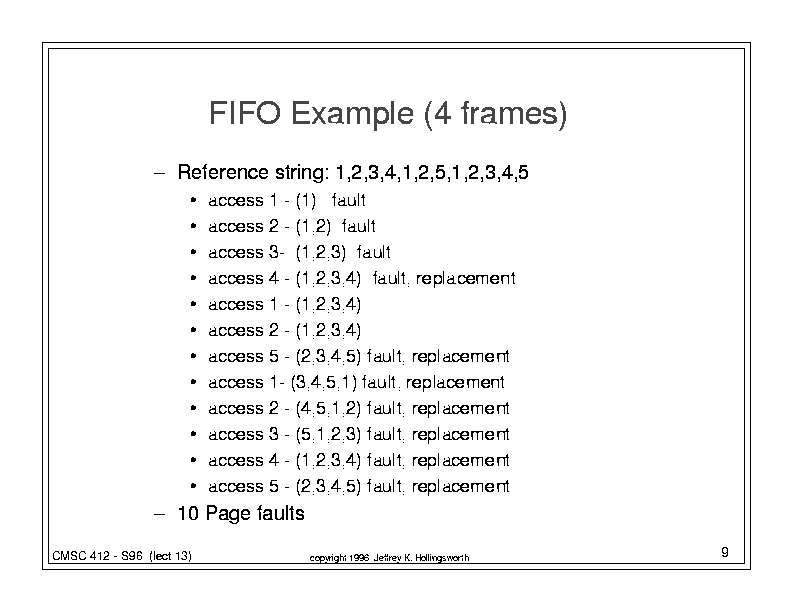 FIFO Example (4 frames)
– Reference string: 1,2,3,4,1,2,5,1,2,3,4,5
• access 1 - (1) fault
• access 2 - (1,2) fault
• access 3- (1,2,3) fault
• access 4 - (1,2,3,4) fault, replacement
• access 1 - (1,2,3,4)
• access 2 - (1,2,3,4)
• access 5 - (2,3,4,5) fault, replacement
• access 1- (3,4,5,1) fault, replacement
• access 2 - (4,5,1,2) fault, replacement
• access 3 - (5,1,2,3) fault, replacement
• access 4 - (1,2,3,4) fault, replacement
• access 5 - (2,3,4,5) fault, replacement
– 10 Page faults
CMSC 412 - S96 (lect 13)
copyright 1996 Jeffrey K. Hollingsworth
9